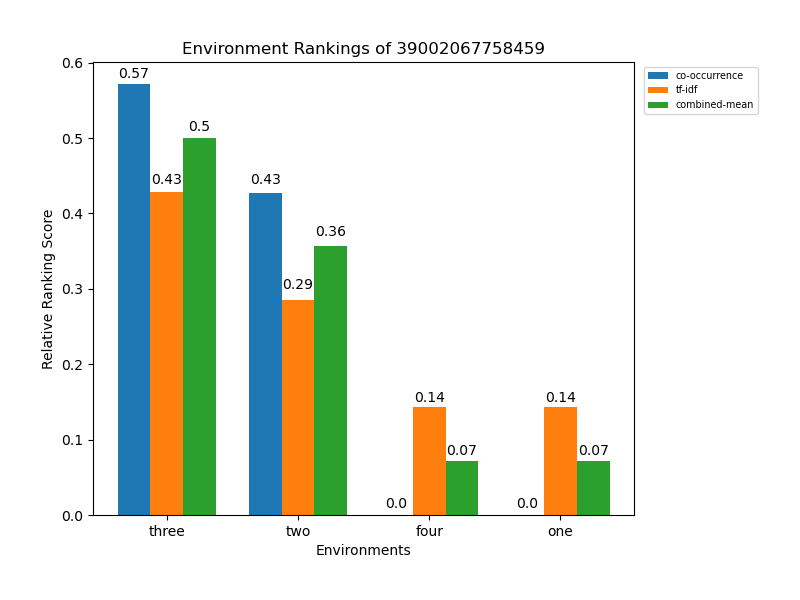 Environment Rankings of 39002067758459
co-occurrence
tf-idf
combined-mean
Relative Ranking Score
0.6
0.5
0.4
0.3
0.2
0.1
0.0
0.57
0.43
0.5
0.43
0.29
0.36
0.0
0.14
0.07
0.0
0.14
0.07
three two four one
Environments